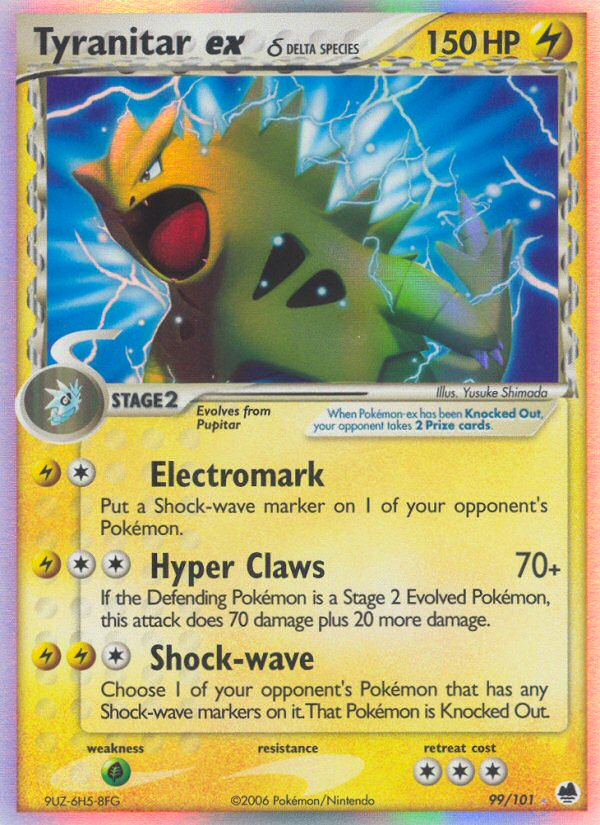 Tyranitar ex δ DELTA SPECIES 150 HP
Illus. Yusuke Shimada
STAGE 2
Evolves from
Pupitar
When Pokémon-ex has been Knocked Out,
your opponent takes 2 Prize cards.
Electromark
Put a Shock-wave marker on 1 of your opponent's
Pokémon.
Hyper Claws 70+
If the Defending Pokémon is a Stage 2 Evolved Pokémon,
this attack does 70 damage plus 20 more damage.
Shock-wave
Choose 1 of your opponent's Pokémon that has any
Shock-wave markers on it. That Pokémon is Knocked Out.
weakness resistance retreat cost
9UZ-6H5-8FG ©2006 Pokémon/Nintendo 99/101